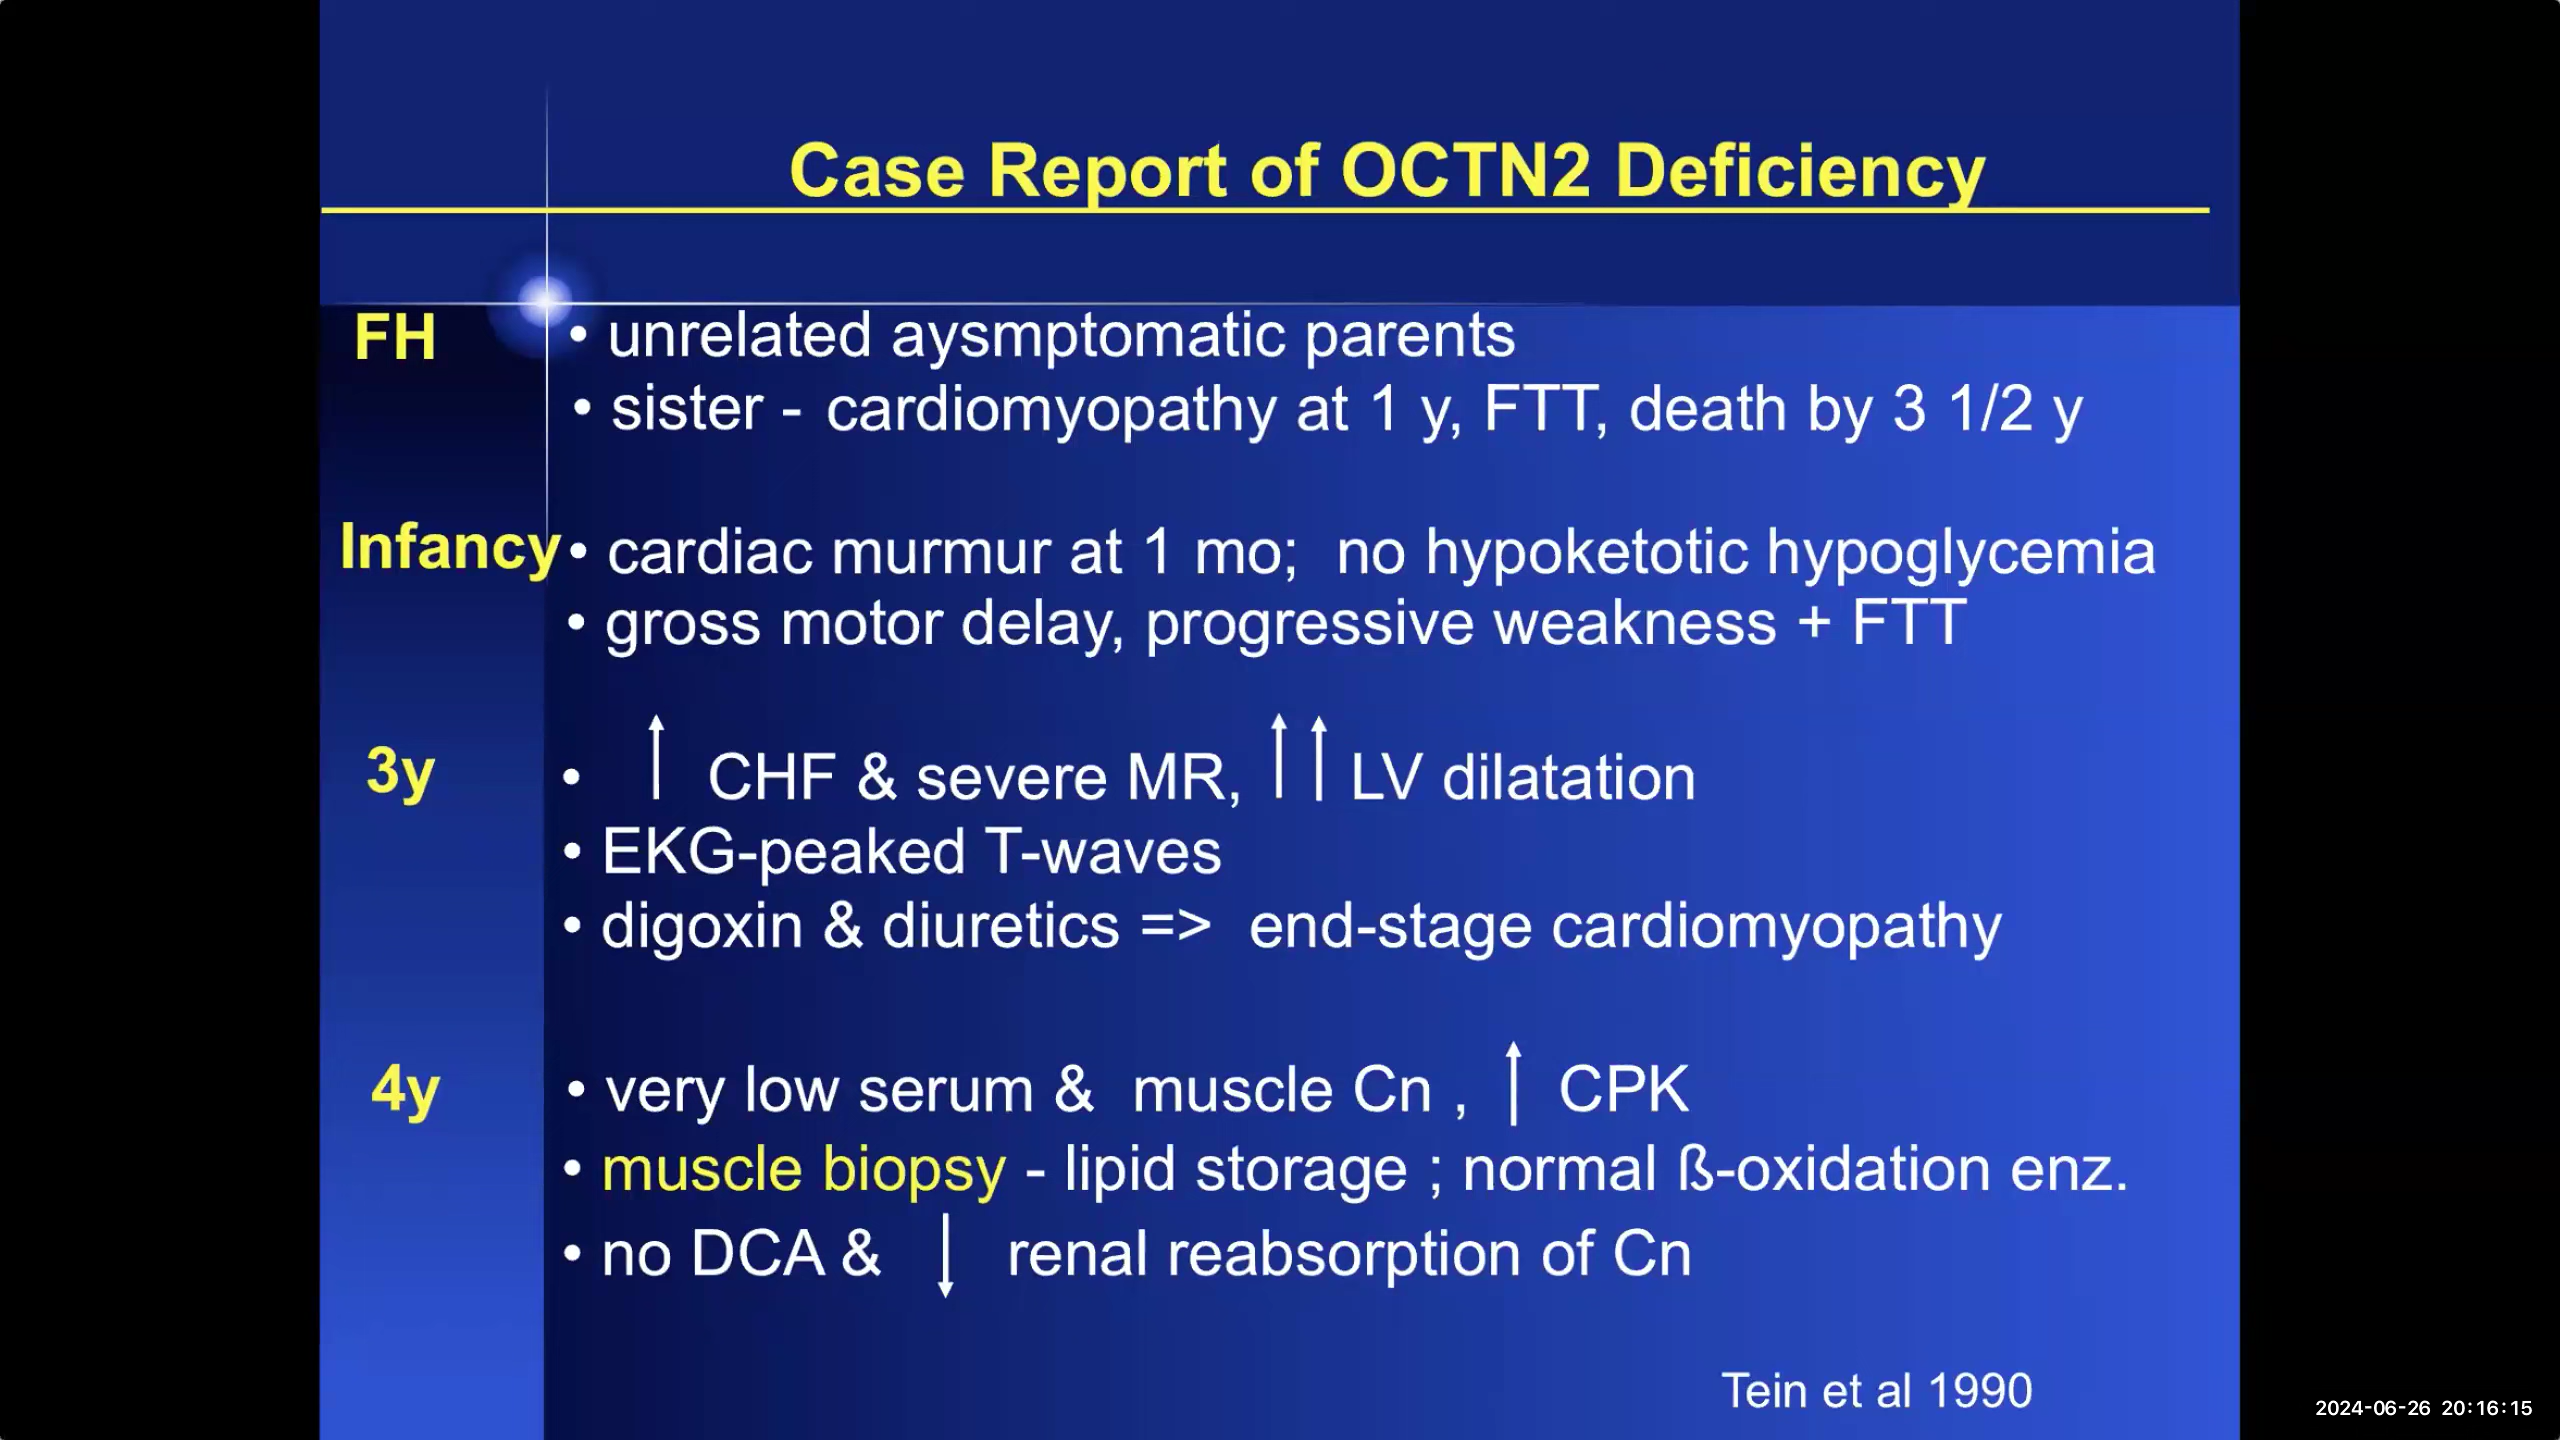 Case Report of OCTN2 Deficiency
FH • unrelated aysmptomatic parents
• sister - cardiomyopathy at 1 y, FTT, death by 3 1/2 y
Infancy • cardiac murmur at 1 mo; no hypoketotic hypoglycemia
• gross motor delay, progressive weakness + FTT
3y • ↑ CHF & severe MR, ↑↑ LV dilatation
• EKG-peaked T-waves
• digoxin & diuretics => end-stage cardiomyopathy
4y • very low serum & muscle Cn , ↑ CPK
• muscle biopsy - lipid storage ; normal ß-oxidation enz.
• no DCA & ↓ renal reabsorption of Cn
Tein et al 1990
2024-06-26 20:16:15